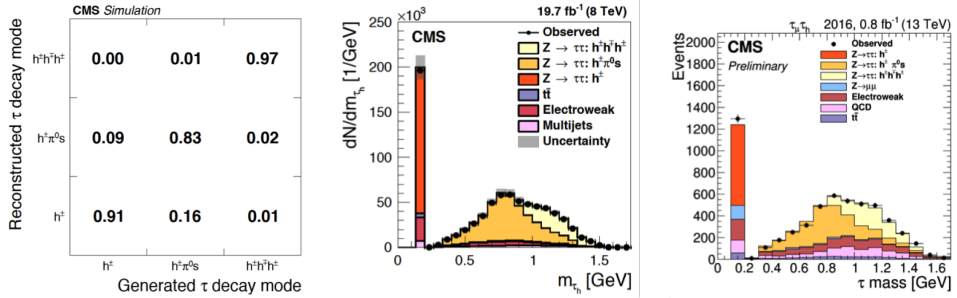 CMS Simulation
Reconstructed τ decay mode
h±h∓h±
0.00 0.01 0.97
h±π⁰s
0.09 0.83 0.02
h±
0.91 0.16 0.01
h± h±π⁰s h±h∓h±
Generated τ decay mode
×10³
19.7 fb⁻¹ (8 TeV)
CMS
dN/dm_τh [1/GeV]
250
200
150
100
50
0
Observed
Z → ττ: h±h∓h±
Z → ττ: h±π⁰s
Z → ττ: h±
tt̄
Electroweak
Multijets
Uncertainty
0 0.5 1 1.5 2
m_τh [GeV]
τμτh
2016, 0.8 fb⁻¹ (13 TeV)
CMS
Preliminary
Events
2000
1800
1600
1400
1200
1000
800
600
400
200
0
Observed
Z→ττ: h±
Z→ττ: h± π⁰s
Z→ττ: h±h∓h±
Z→μμ
Electroweak
QCD
tt̄
0 0.2 0.4 0.6 0.8 1 1.2 1.4 1.6
τ mass [GeV]